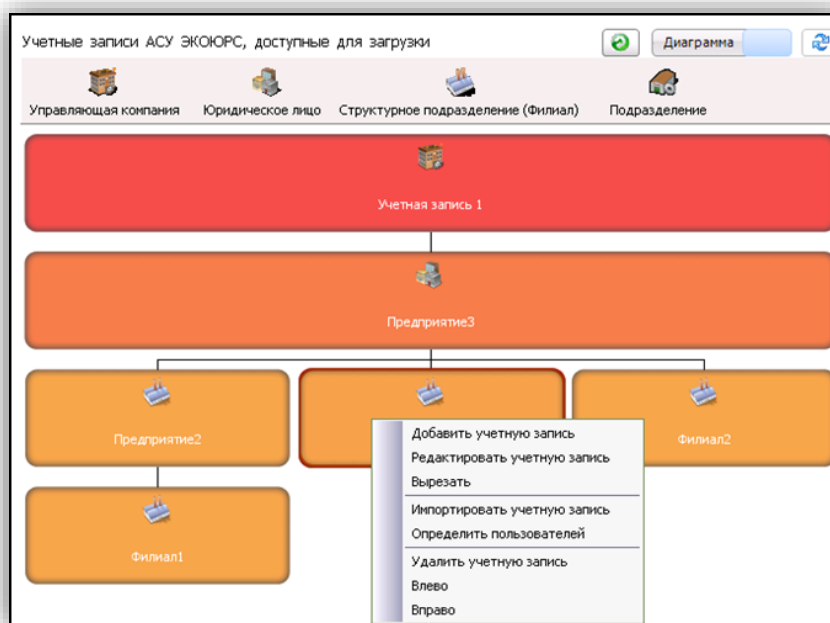 Учетные записи АСУ ЭКОЮРС, доступные для загрузки
Диаграмма
Управляющая компания
Юридическое лицо
Структурное подразделение (Филиал)
Подразделение
Учетная запись 1
Предприятие3
Предприятие2
Филиал2
Филиал1
Добавить учетную запись
Редактировать учетную запись
Вырезать
Импортировать учетную запись
Определить пользователей
Удалить учетную запись
Влево
Вправо